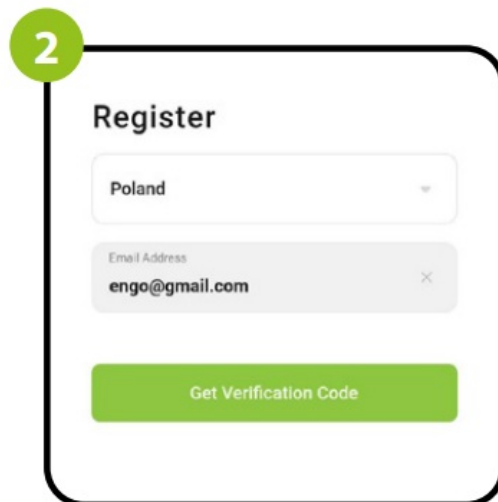 2
Register
Poland
Email Address
engo@gmail.com
Get Verification Code